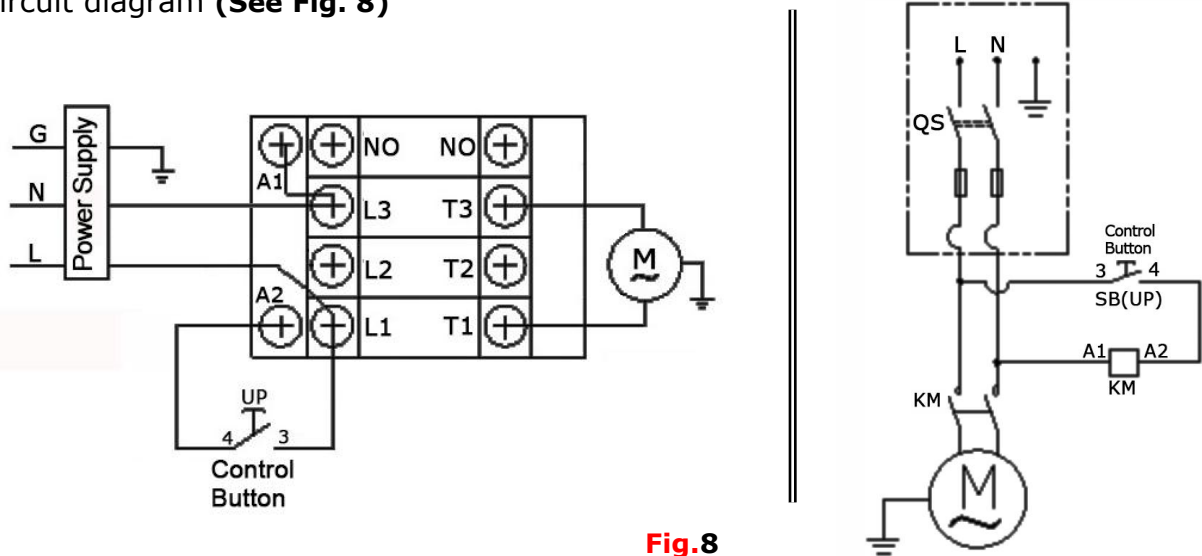 ircuit diagram (See Fig. 8)
G
N
L
Power Supply
A1
NO NO
L3 T3
L2 T2
A2
L1 T1
M
UP
4 3
Control
Button
Fig.8
L N
QS
Control
Button
3 4
SB(UP)
A1 A2
KM
KM
M